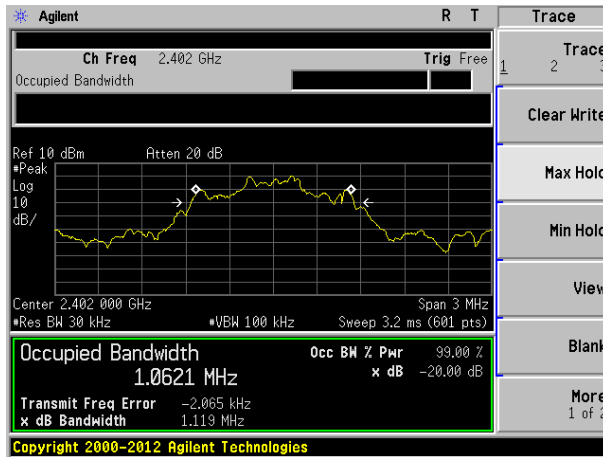 Agilent R T Trace
Ch Freq 2.402 GHz Trig Free
Occupied Bandwidth
Trace
1 2 3
Clear Write
Max Hold
Min Hold
View
Blank
More
1 of 2
Ref 10 dBm Atten 20 dB
#Peak
Log
10
dB/
Center 2.402 000 GHz Span 3 MHz
#Res BW 30 kHz #VBW 100 kHz Sweep 3.2 ms (601 pts)
Occupied Bandwidth Occ BW % Pwr 99.00 %
1.0621 MHz x dB -20.00 dB
Transmit Freq Error -2.065 kHz
x dB Bandwidth 1.119 MHz
Copyright 2000-2012 Agilent Technologies